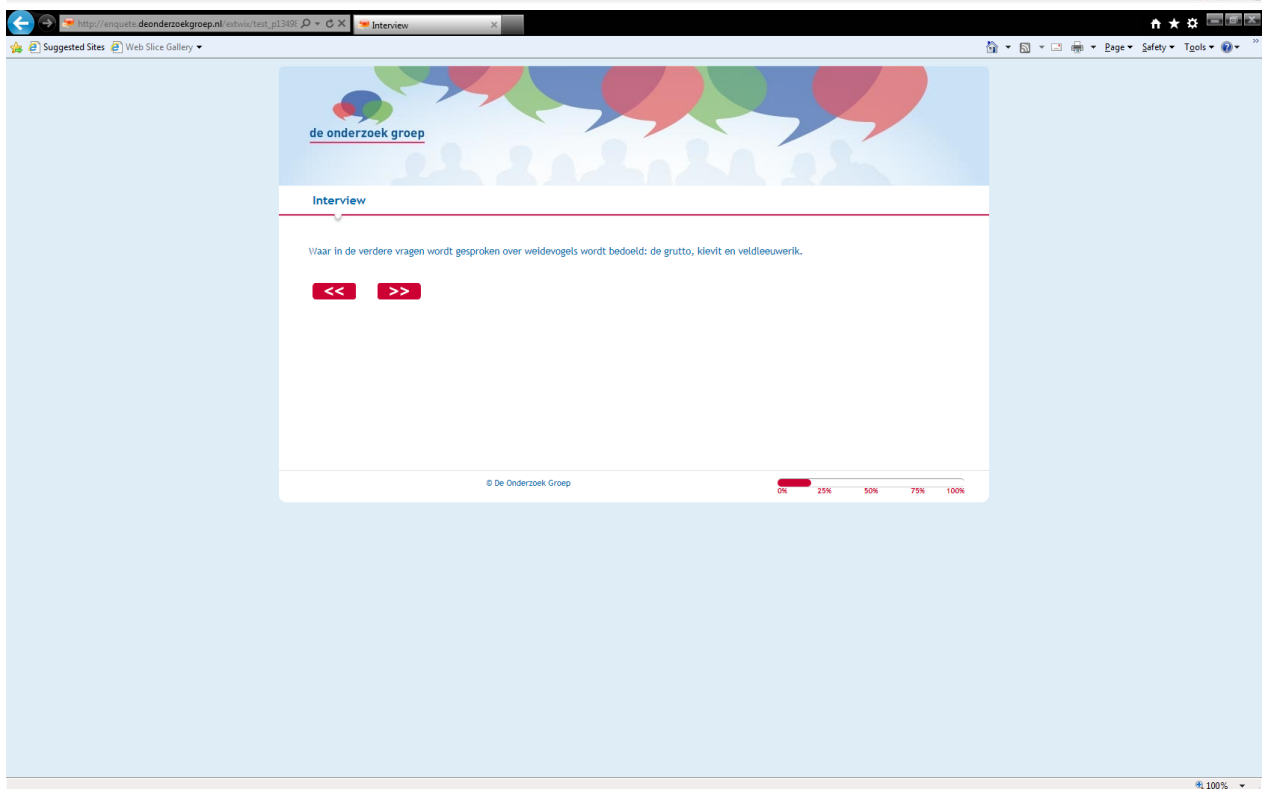 http://enquete.deonderzoekgroep.nl/extwix/test_p13498
Interview
Suggested Sites Web Slice Gallery
Page Safety Tools
de onderzoek groep
Interview
Waar in de verdere vragen wordt gesproken over weidevogels wordt bedoeld: de grutto, kievit en veldleeuwerik.
<< >>
© De Onderzoek Groep
0% 25% 50% 75% 100%
100%